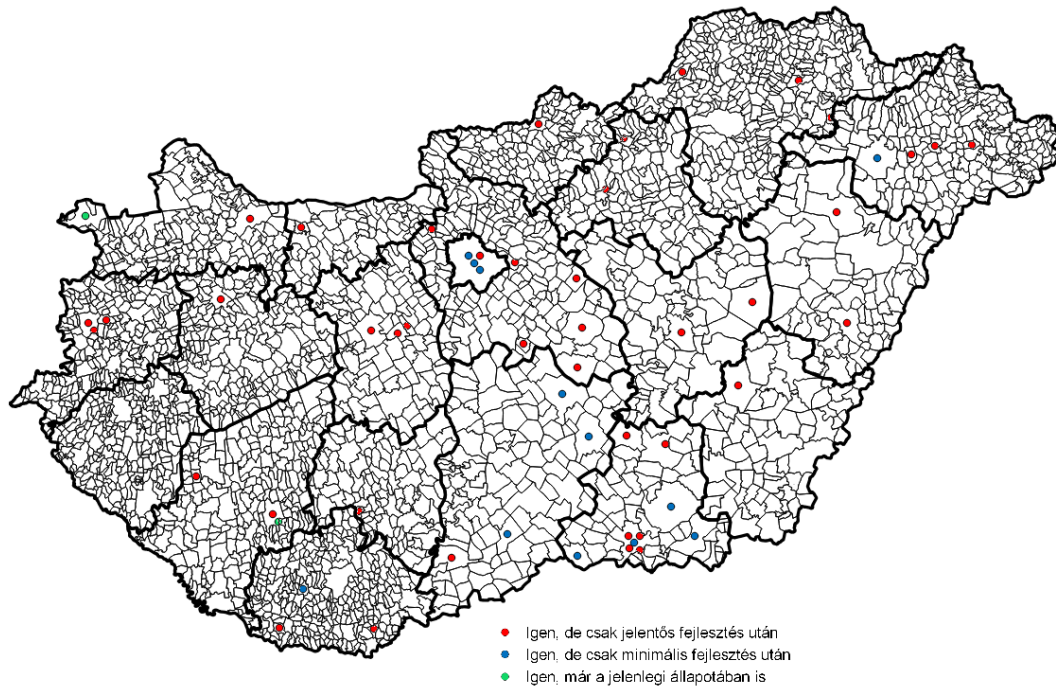 Igen, de csak jelentős fejlesztés után
Igen, de csak minimális fejlesztés után
Igen, már a jelenlegi állapotában is